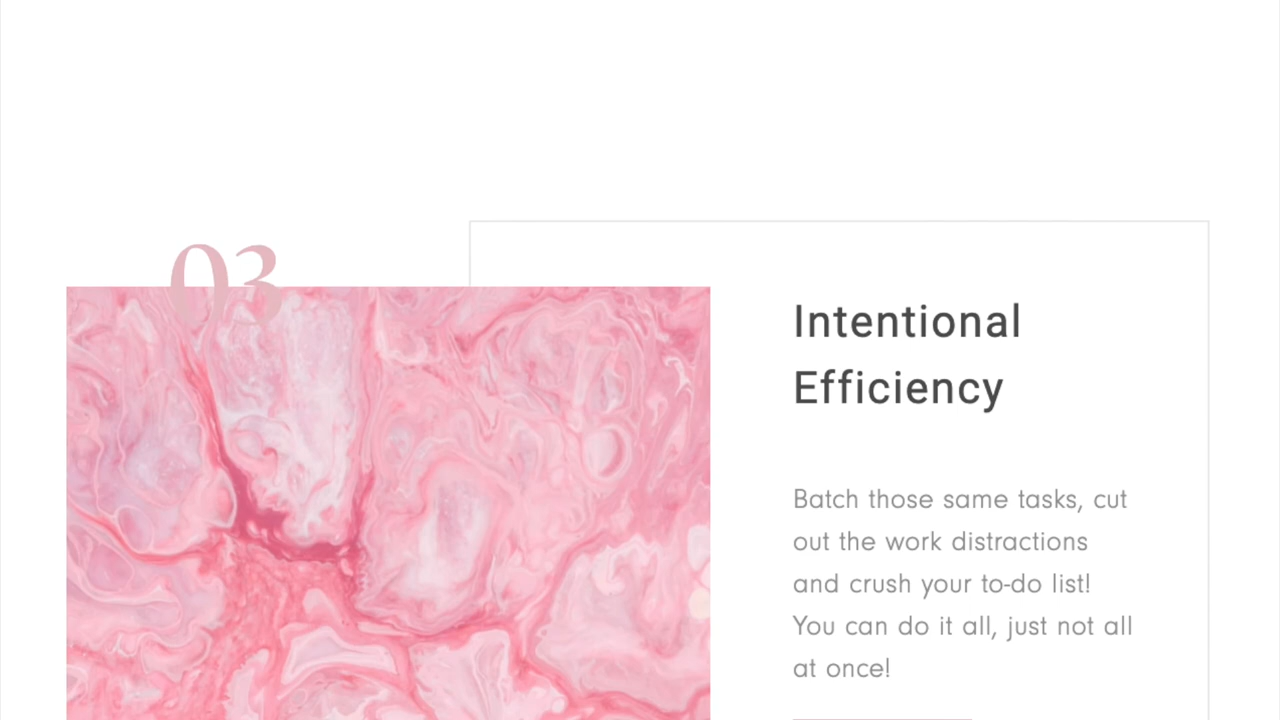 03
Intentional
Efficiency
Batch those same tasks, cut
out the work distractions
and crush your to-do list!
You can do it all, just not all
at once!